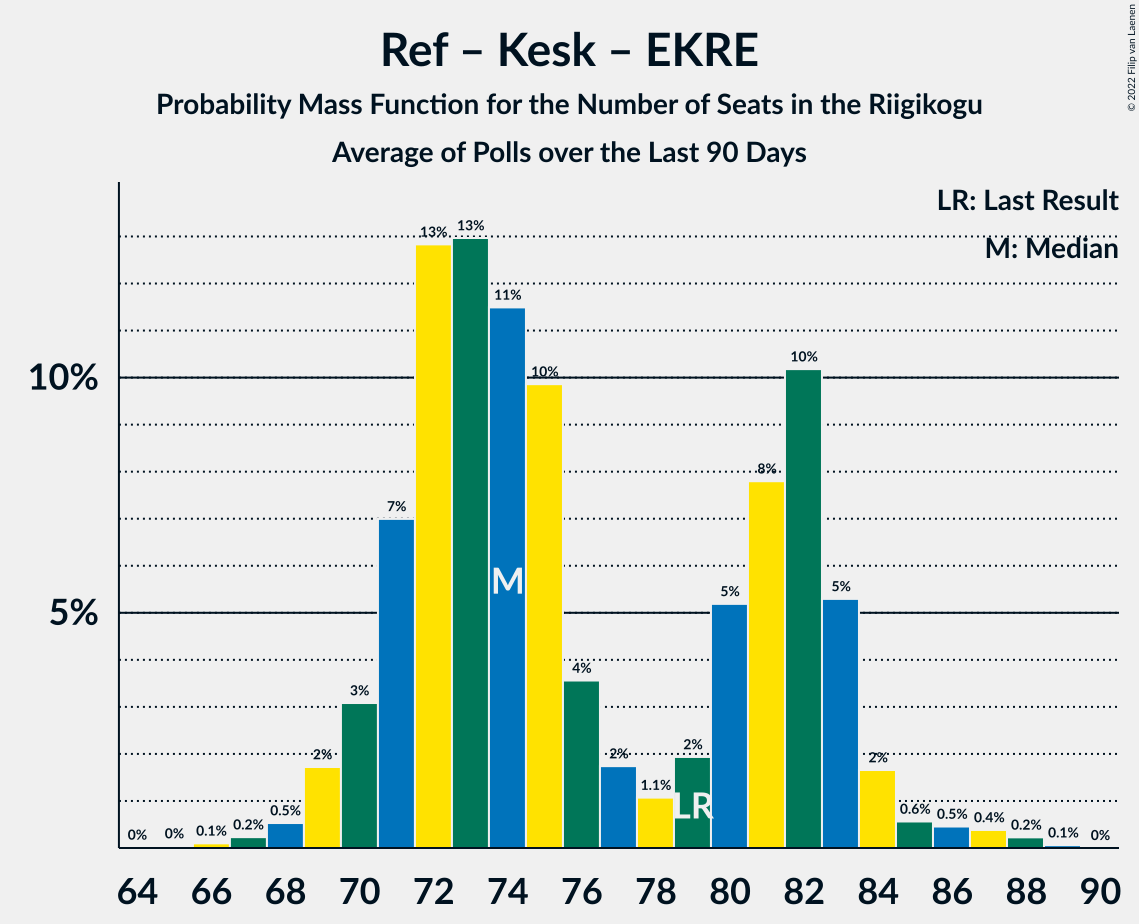 Ref – Kesk – EKRE
Probability Mass Function for the Number of Seats in the Riigikogu
Average of Polls over the Last 90 Days
© 2022 Filip van Laenen
LR: Last Result
M: Median
10%
5%
0% 0% 0.1% 0.2% 0.5% 2% 3% 7% 13% 13% 11% 10% 4% 2% 1.1% 2% 5% 8% 10% 5% 2% 0.6% 0.5% 0.4% 0.2% 0.1% 0%
M
LR
64 66 68 70 72 74 76 78 80 82 84 86 88 90